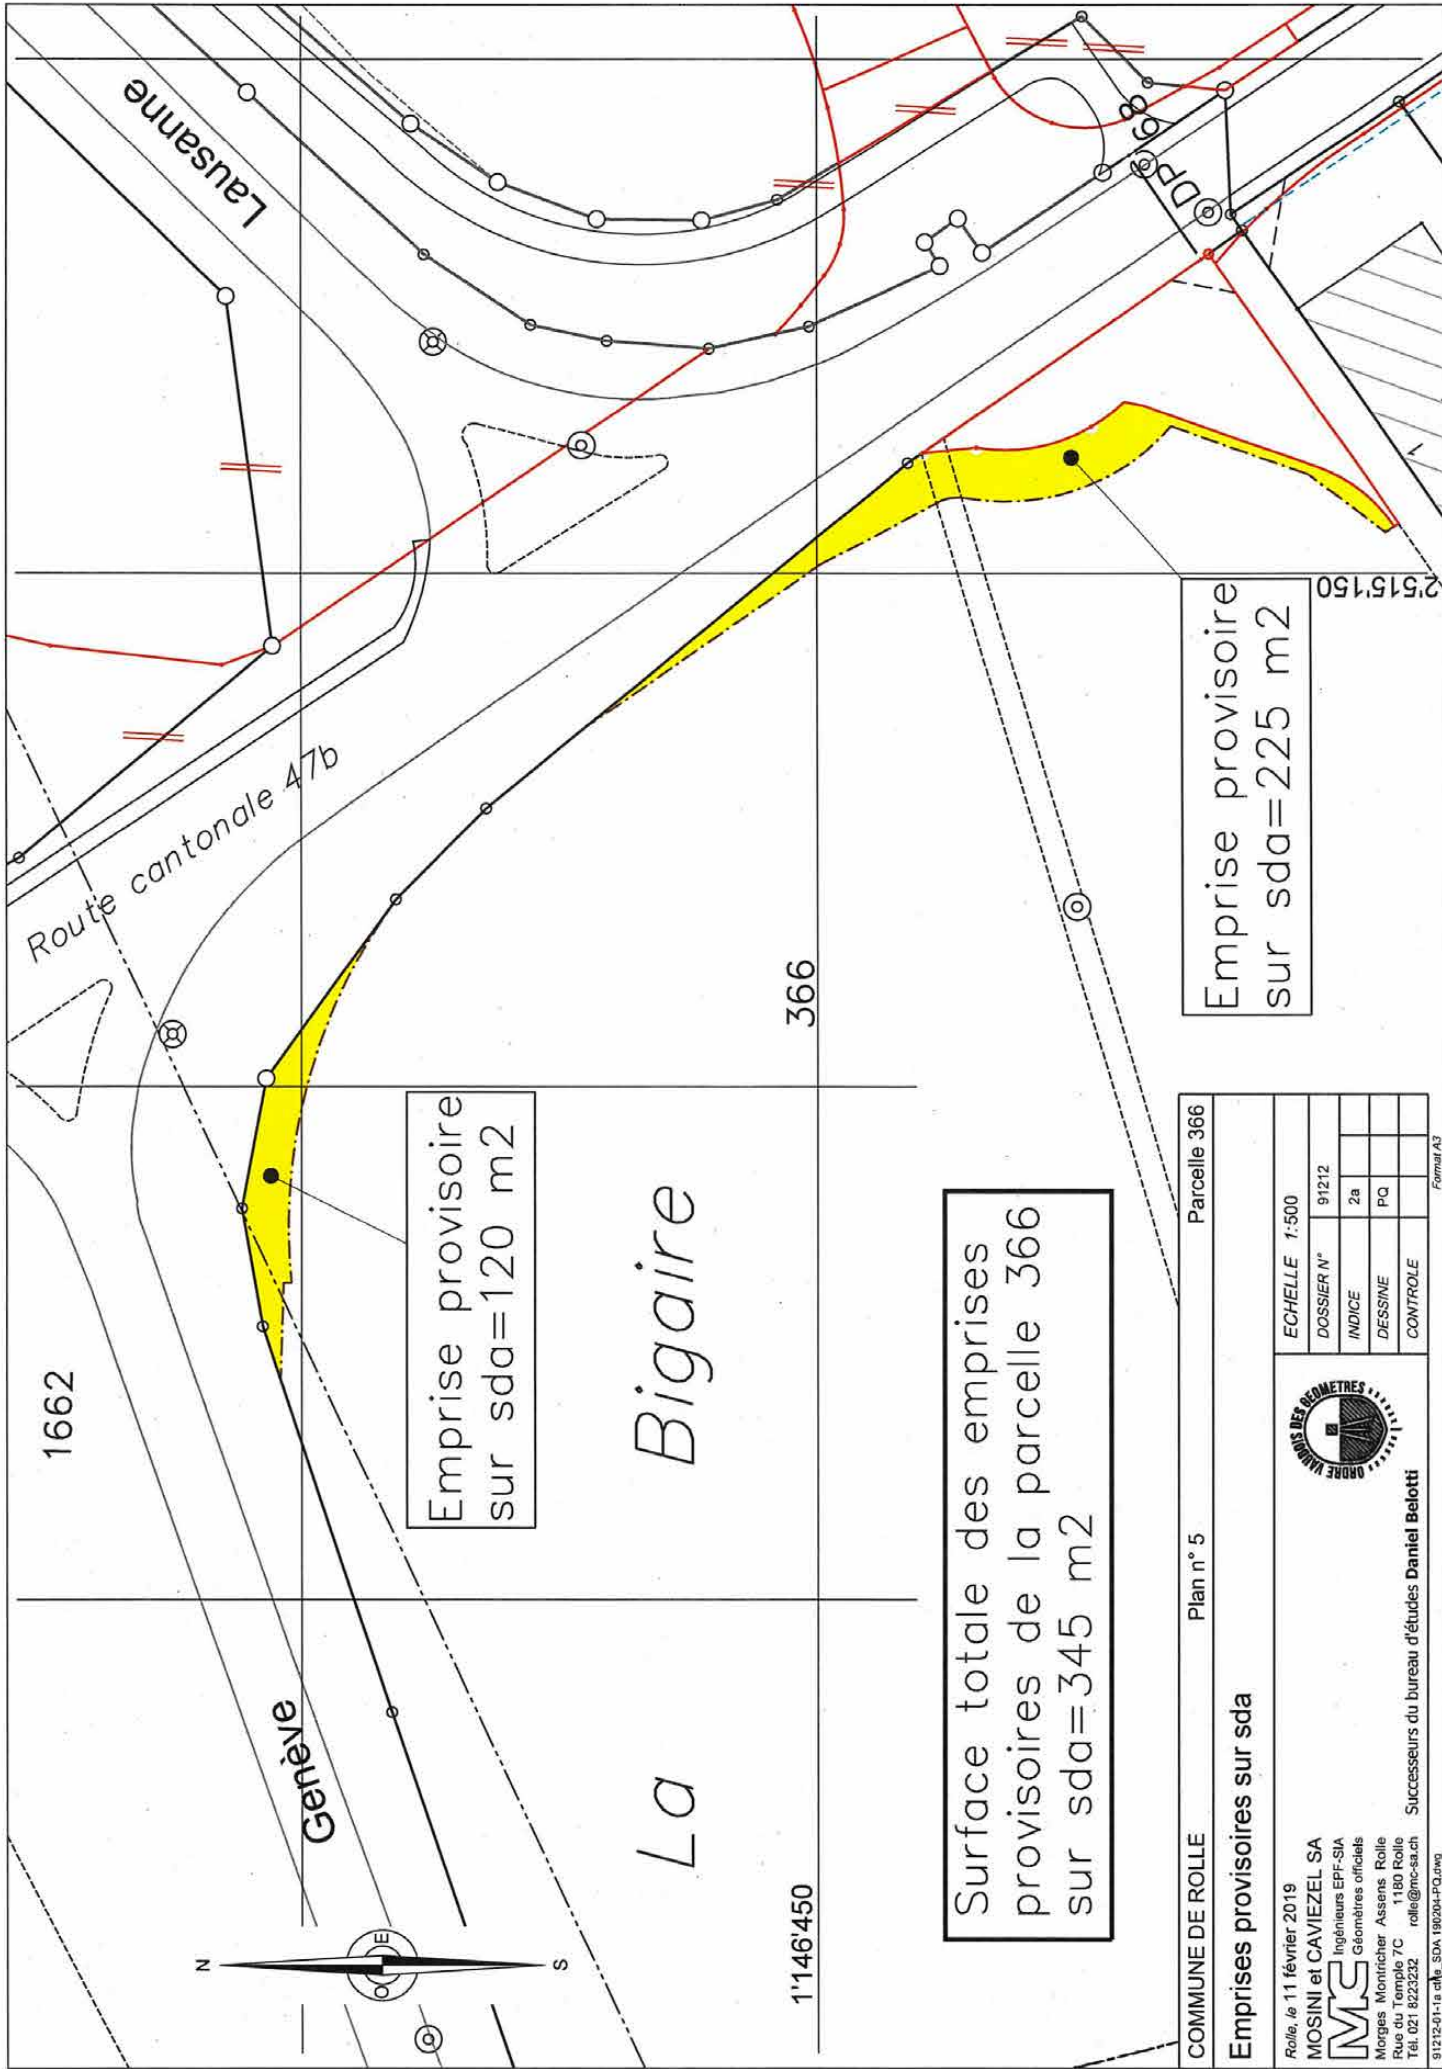 Lausanne
1662
Route cantonale 47b
Genève
N
O
E
S
DP 168
Emprise provisoire
sur sda=120 m2
366
La Bigaire
1
1'146'450
2'515'150
Emprise provisoire
sur sda=225 m2
Surface totale des emprises
provisoires de la parcelle 366
sur sda=345 m2
COMMUNE DE ROLLE Plan n° 5 Parcelle 366
Emprises provisoires sur sda
Rolle, le 11 février 2019
MOSINI et CAVIEZEL SA
MC Ingénieurs EPF-SIA
Géomètres officiels
Morges Montricher Assens Rolle
Rue du Temple 7C 1180 Rolle
Tél. 021 8223232 rolle@mc-sa.ch
Successeurs du bureau d'études Daniel Belotti
ORDRE VAUDOIS DES GEOMETRES
ECHELLE 1:500
DOSSIER N° 91212
INDICE 2a
DESSINE PQ
CONTROLE
Format A3